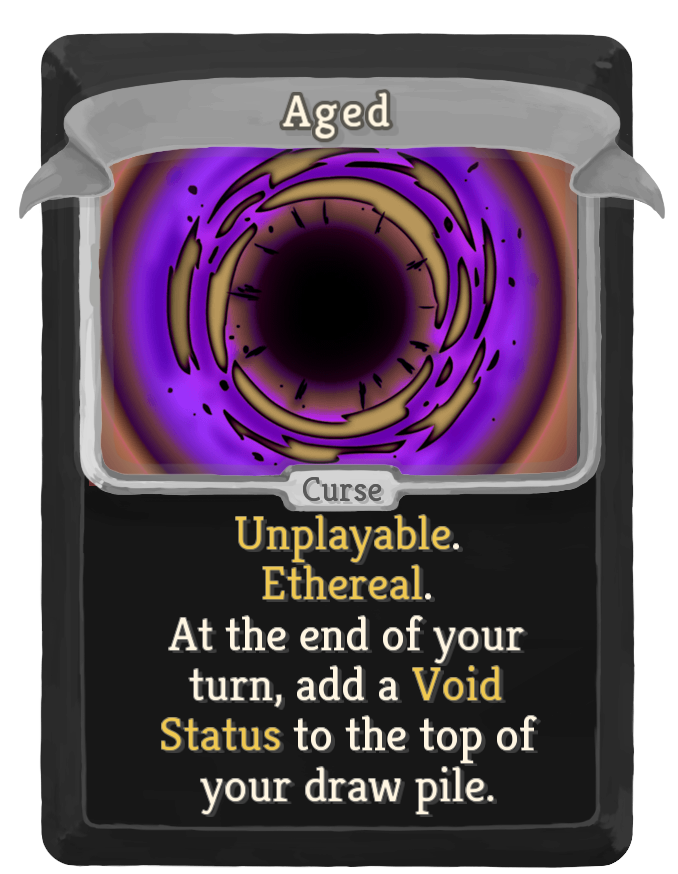 Aged
Curse
Unplayable.
Ethereal.
At the end of your
turn, add a Void
Status to the top of
your draw pile.